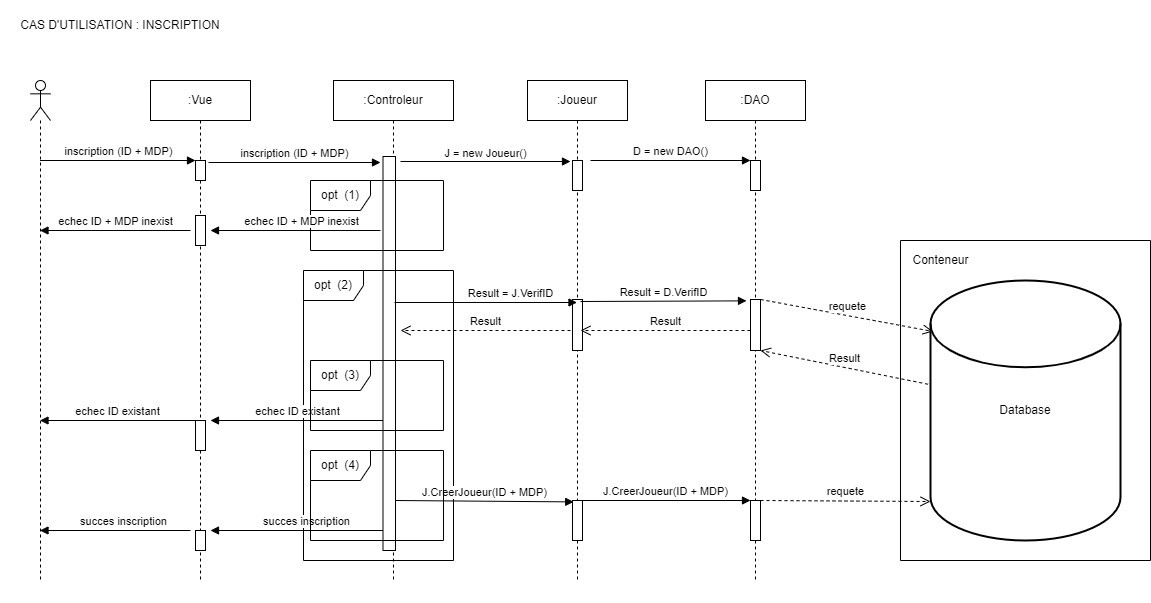 CAS D'UTILISATION : INSCRIPTION
:Vue
:Controleur
:Joueur
:DAO
inscription (ID + MDP)
inscription (ID + MDP)
J = new Joueur()
D = new DAO()
opt (1)
echec ID + MDP inexist
echec ID + MDP inexist
Conteneur
opt (2)
Result = J.VerifID
Result = D.VerifID
requete
Result
Result
Result
opt (3)
echec ID existant
echec ID existant
Database
opt (4)
J.CreerJoueur(ID + MDP)
J.CreerJoueur(ID + MDP)
requete
succes inscription
succes inscription